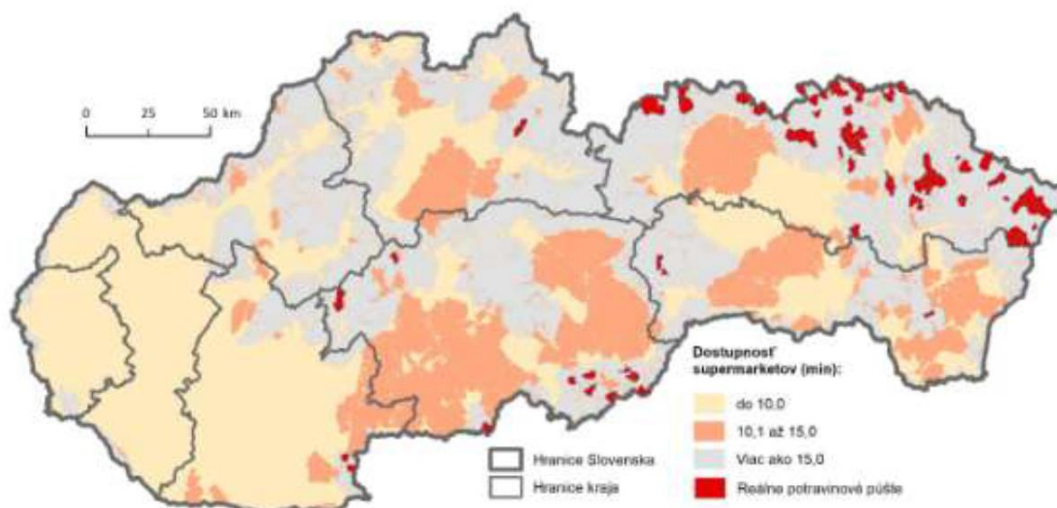 0 25 50 km
Dostupnosť
supermarketov (min):
do 10,0
10,1 až 15,0
Viac ako 15,0
Reálne potravinové púšte
Hranice Slovenska
Hranice kraja